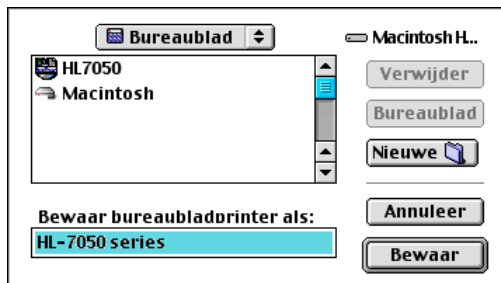 Bureaublad
Macintosh H...
HL7050
Macintosh
Verwijder
Bureaublad
Nieuwe
Bewaar bureaubladprinter als:
HL-7050 series
Annuleer
Bewaar